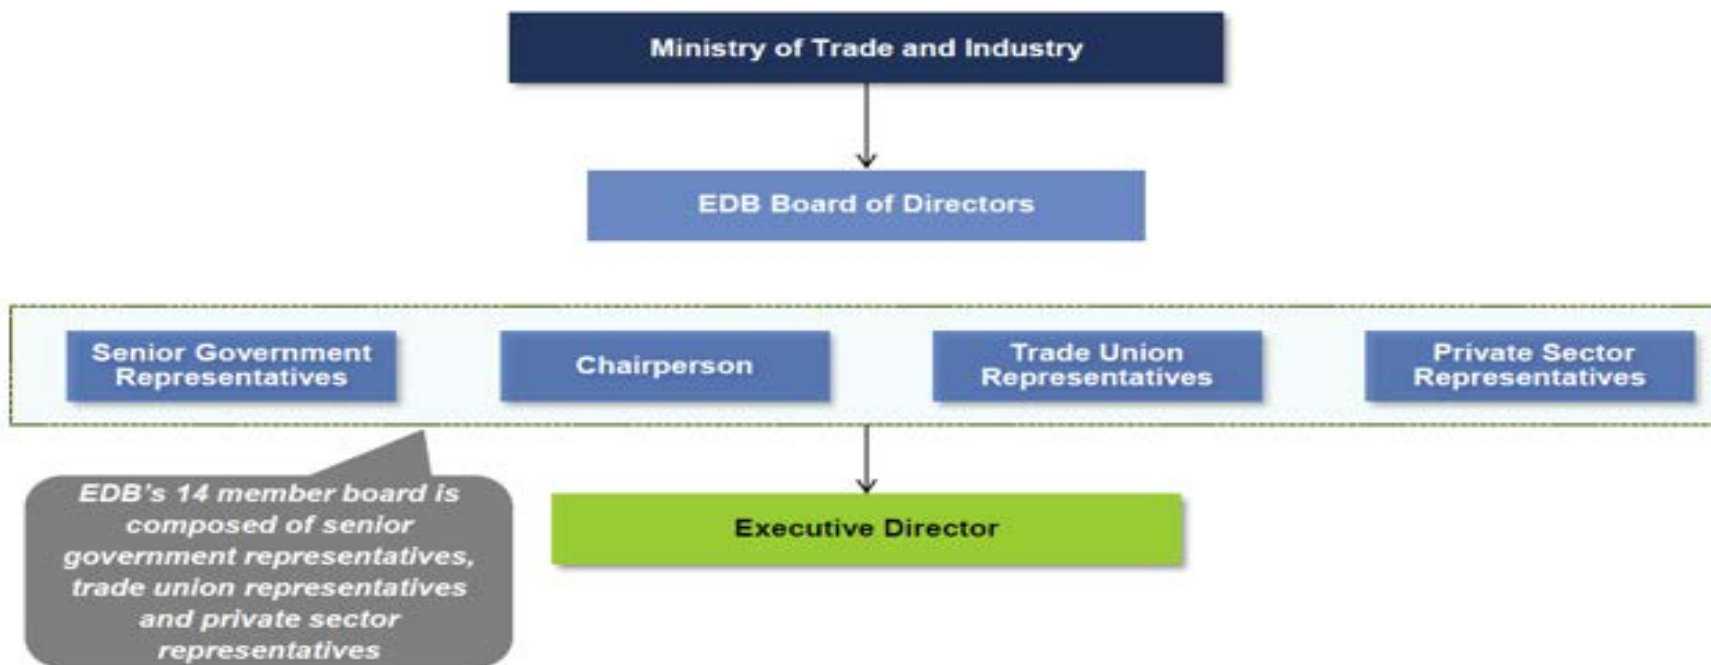 Ministry of Trade and Industry
EDB Board of Directors
Senior Government
Representatives
Chairperson
Trade Union
Representatives
Private Sector
Representatives
EDB's 14 member board is
composed of senior
government representatives,
trade union representatives
and private sector
representatives
Executive Director